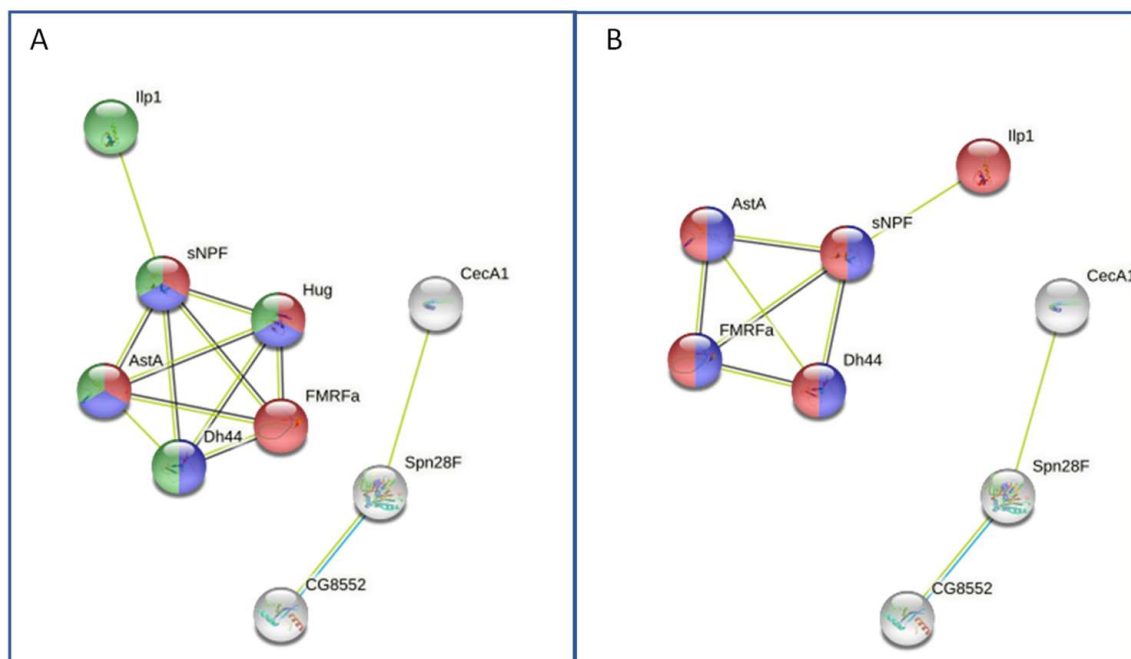 A
Ilp1
sNPF
Hug
CecA1
AstA
FMRFa
Dh44
Spn28F
CG8552
B
Ilp1
AstA
sNPF
CecA1
FMRFa
Dh44
Spn28F
CG8552